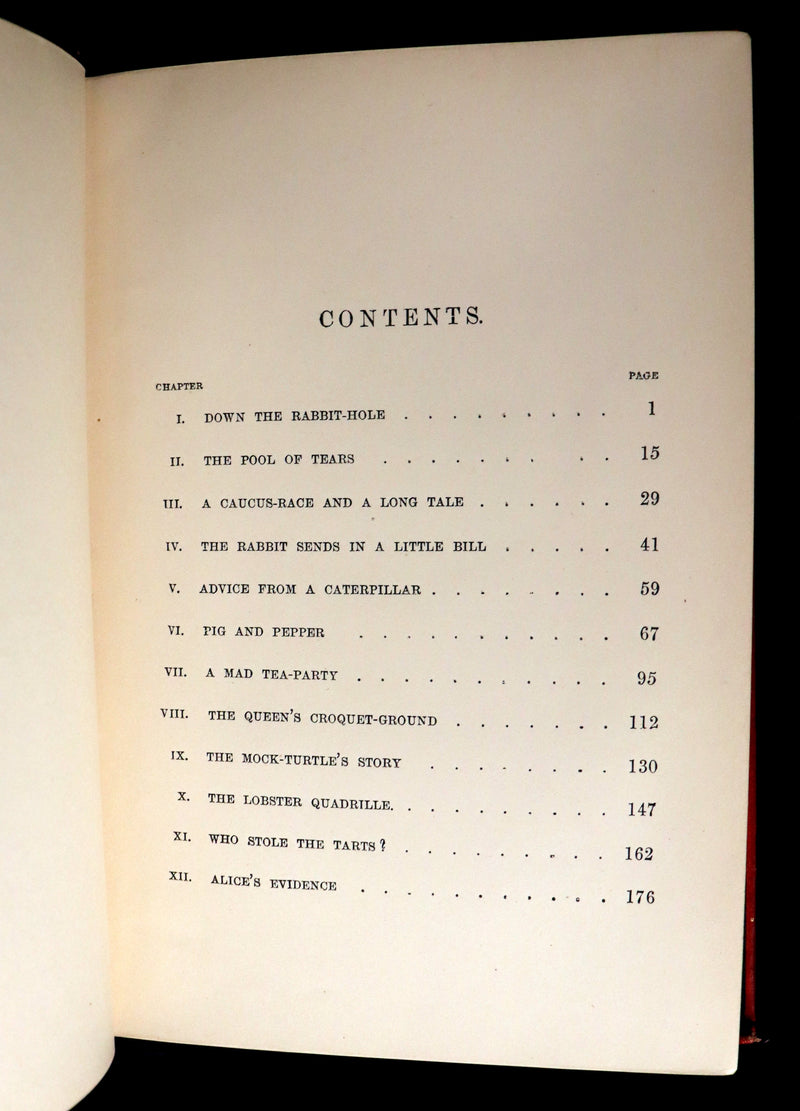 CONTENTS.
CHAPTER PAGE
I. DOWN THE RABBIT-HOLE . . . . . . . . . 1
II. THE POOL OF TEARS . . . . . . . . . 15
III. A CAUCUS-RACE AND A LONG TALE . . . . . . 29
IV. THE RABBIT SENDS IN A LITTLE BILL . . . . . 41
V. ADVICE FROM A CATERPILLAR . . . . . . . . 59
VI. PIG AND PEPPER . . . . . . . . . . . 67
VII. A MAD TEA-PARTY . . . . . . . . . . . 95
VIII. THE QUEEN'S CROQUET-GROUND . . . . . . . 112
IX. THE MOCK-TURTLE'S STORY . . . . . . . . 130
X. THE LOBSTER QUADRILLE. . . . . . . . . . 147
XI. WHO STOLE THE TARTS? . . . . . . . . . 162
XII. ALICE'S EVIDENCE . . . . . . . . . . . 176